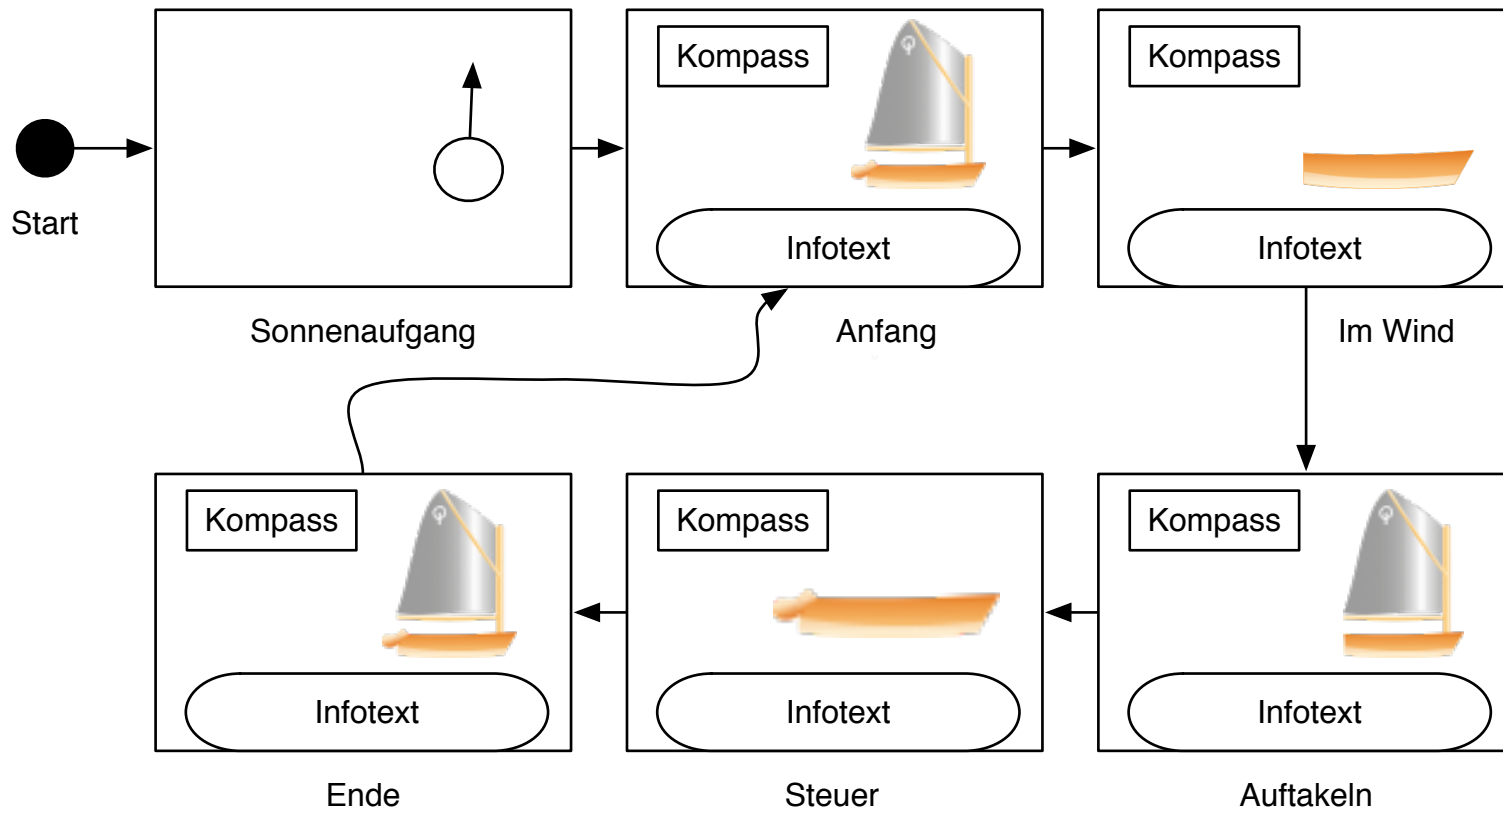 Start
Sonnenaufgang
Kompass
Infotext
Anfang
Kompass
Infotext
Im Wind
Kompass
Infotext
Ende
Kompass
Infotext
Steuer
Kompass
Infotext
Auftakeln